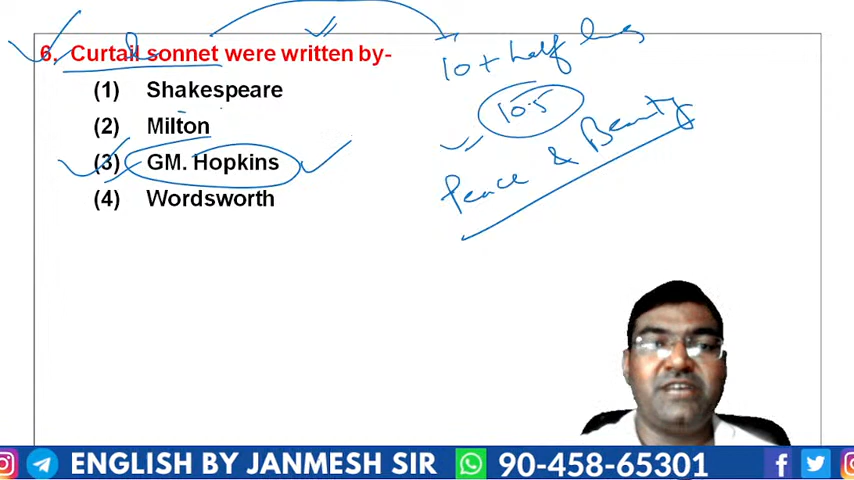 6. Curtail sonnet were written by-
10 + half lines
(1) Shakespeare
10.5
(2) Milton
Peace & Beauty
(3) GM. Hopkins
(4) Wordsworth
ENGLISH BY JANMESH SIR 90-458-65301